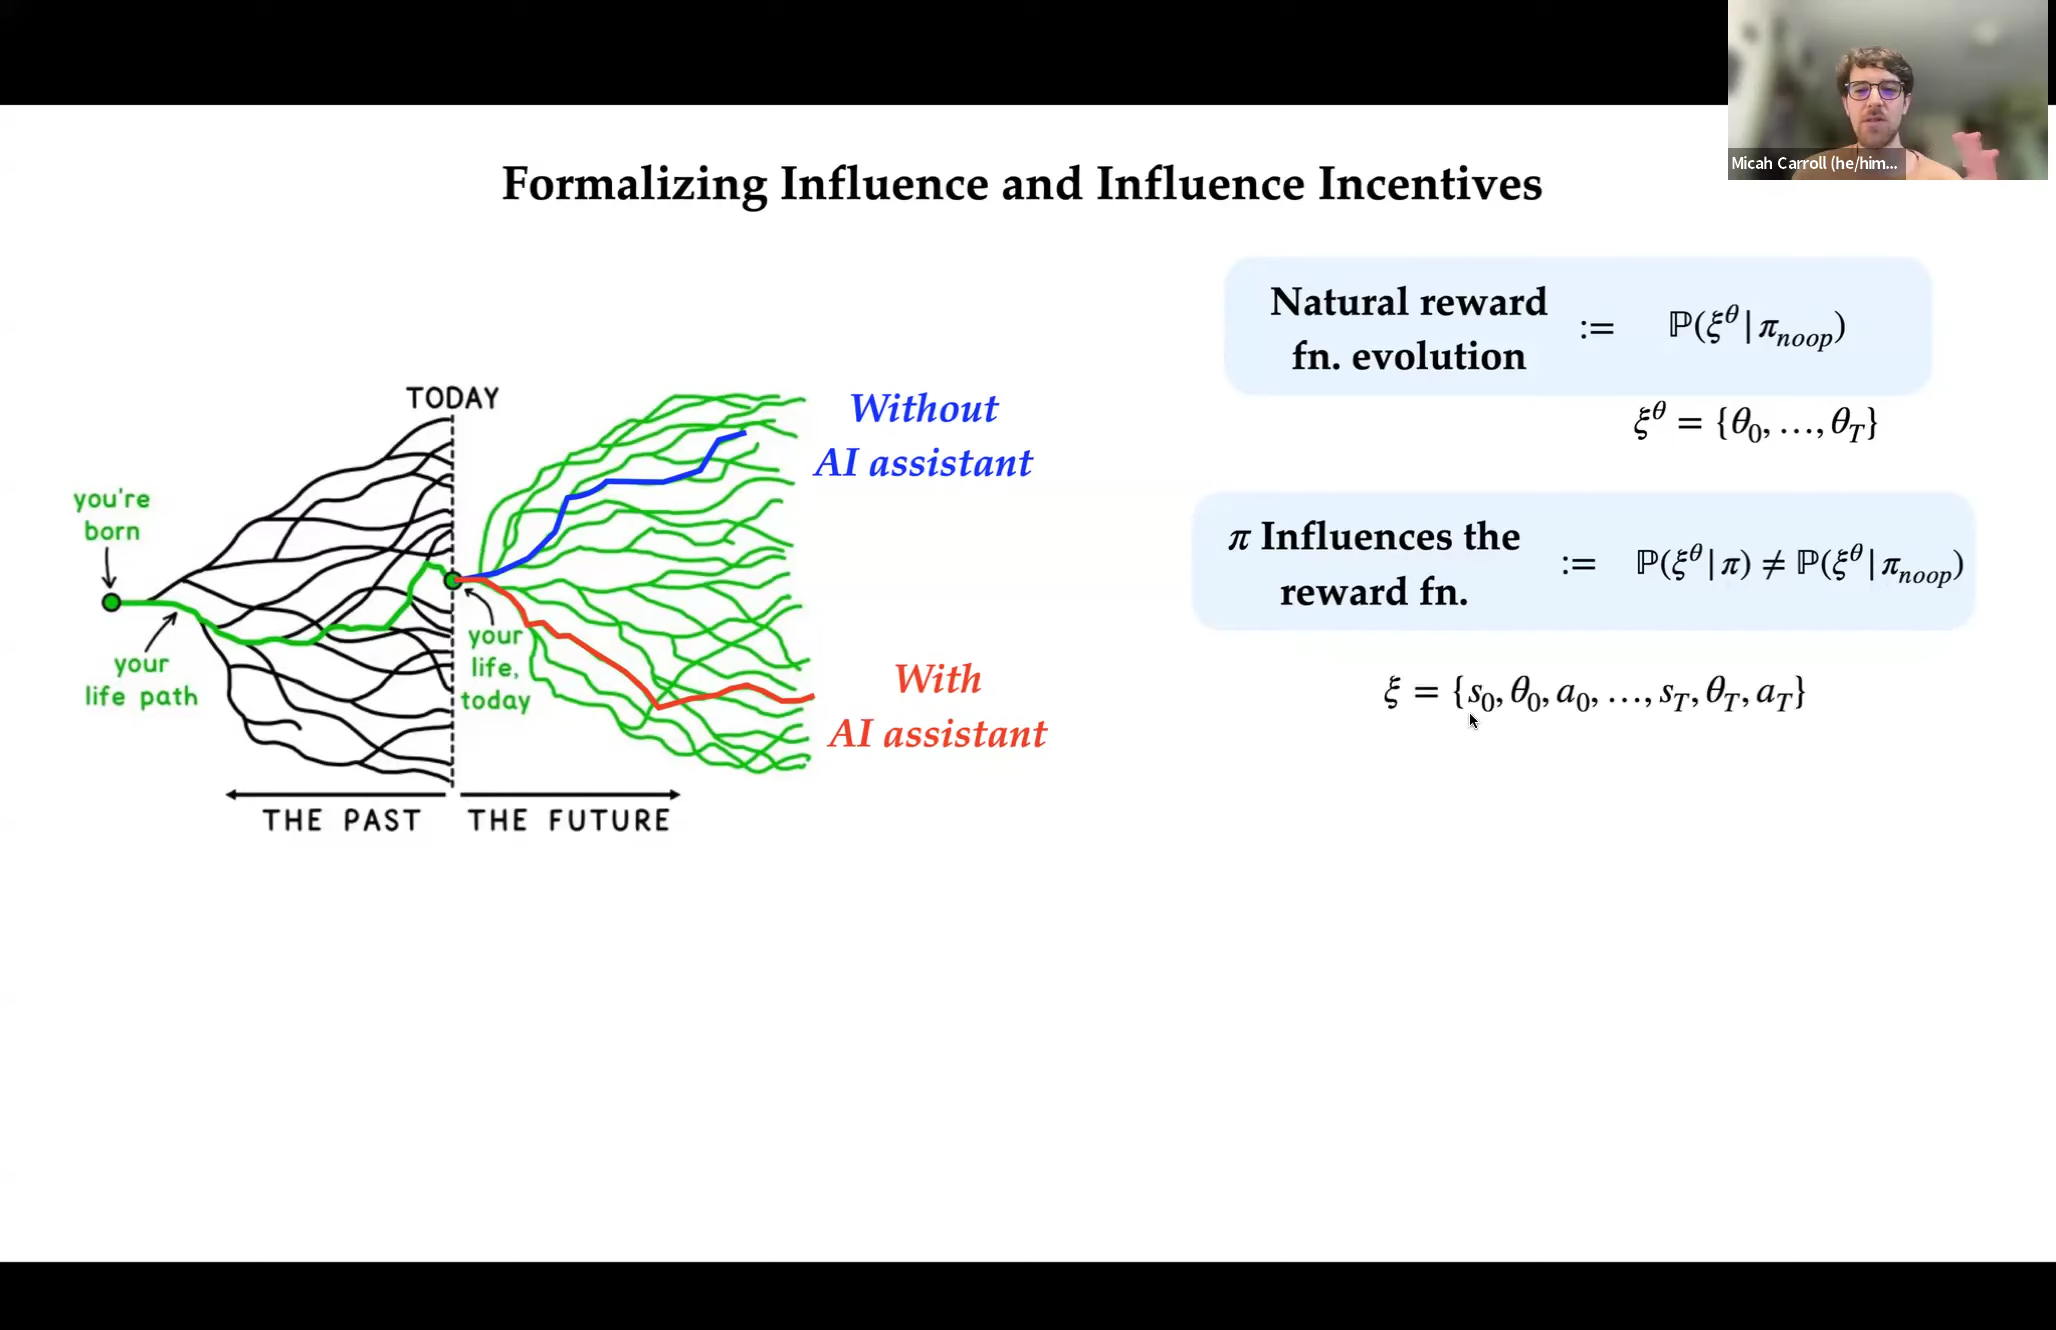 Micah Carroll (he/him...
Formalizing Influence and Influence Incentives
Natural reward
fn. evolution
:= ℙ(ξ^θ | π_noop)
ξ^θ = {θ_0, …, θ_T}
π Influences the
reward fn.
:= ℙ(ξ^θ | π) ≠ ℙ(ξ^θ | π_noop)
ξ = {s_0, θ_0, a_0, …, s_T, θ_T, a_T}
TODAY
Without
AI assistant
you're
born
your
life path
your
life,
today
With
AI assistant
THE PAST
THE FUTURE